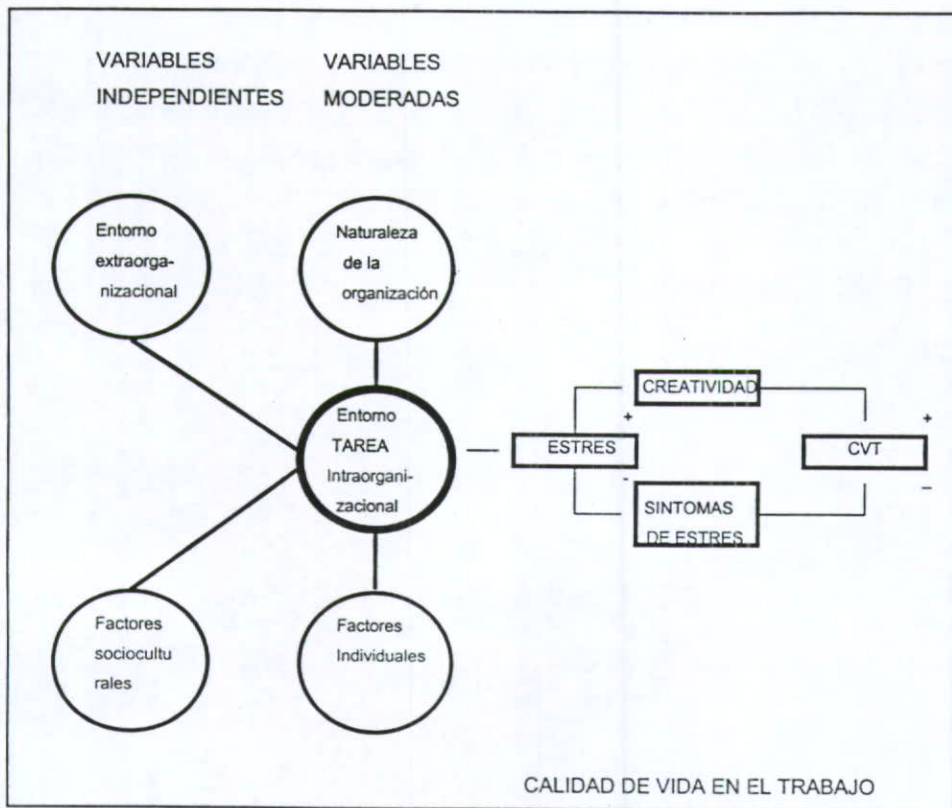 VARIABLES
INDEPENDIENTES
VARIABLES
MODERADAS
Entorno
extraorga-
nizacional
Naturaleza
de la
organización
Entorno
TAREA
Intraorgani-
zacional
Factores
sociocultu
rales
Factores
Individuales
CREATIVIDAD
+
ESTRES
-
SINTOMAS
DE ESTRES
+
CVT
–
CALIDAD DE VIDA EN EL TRABAJO